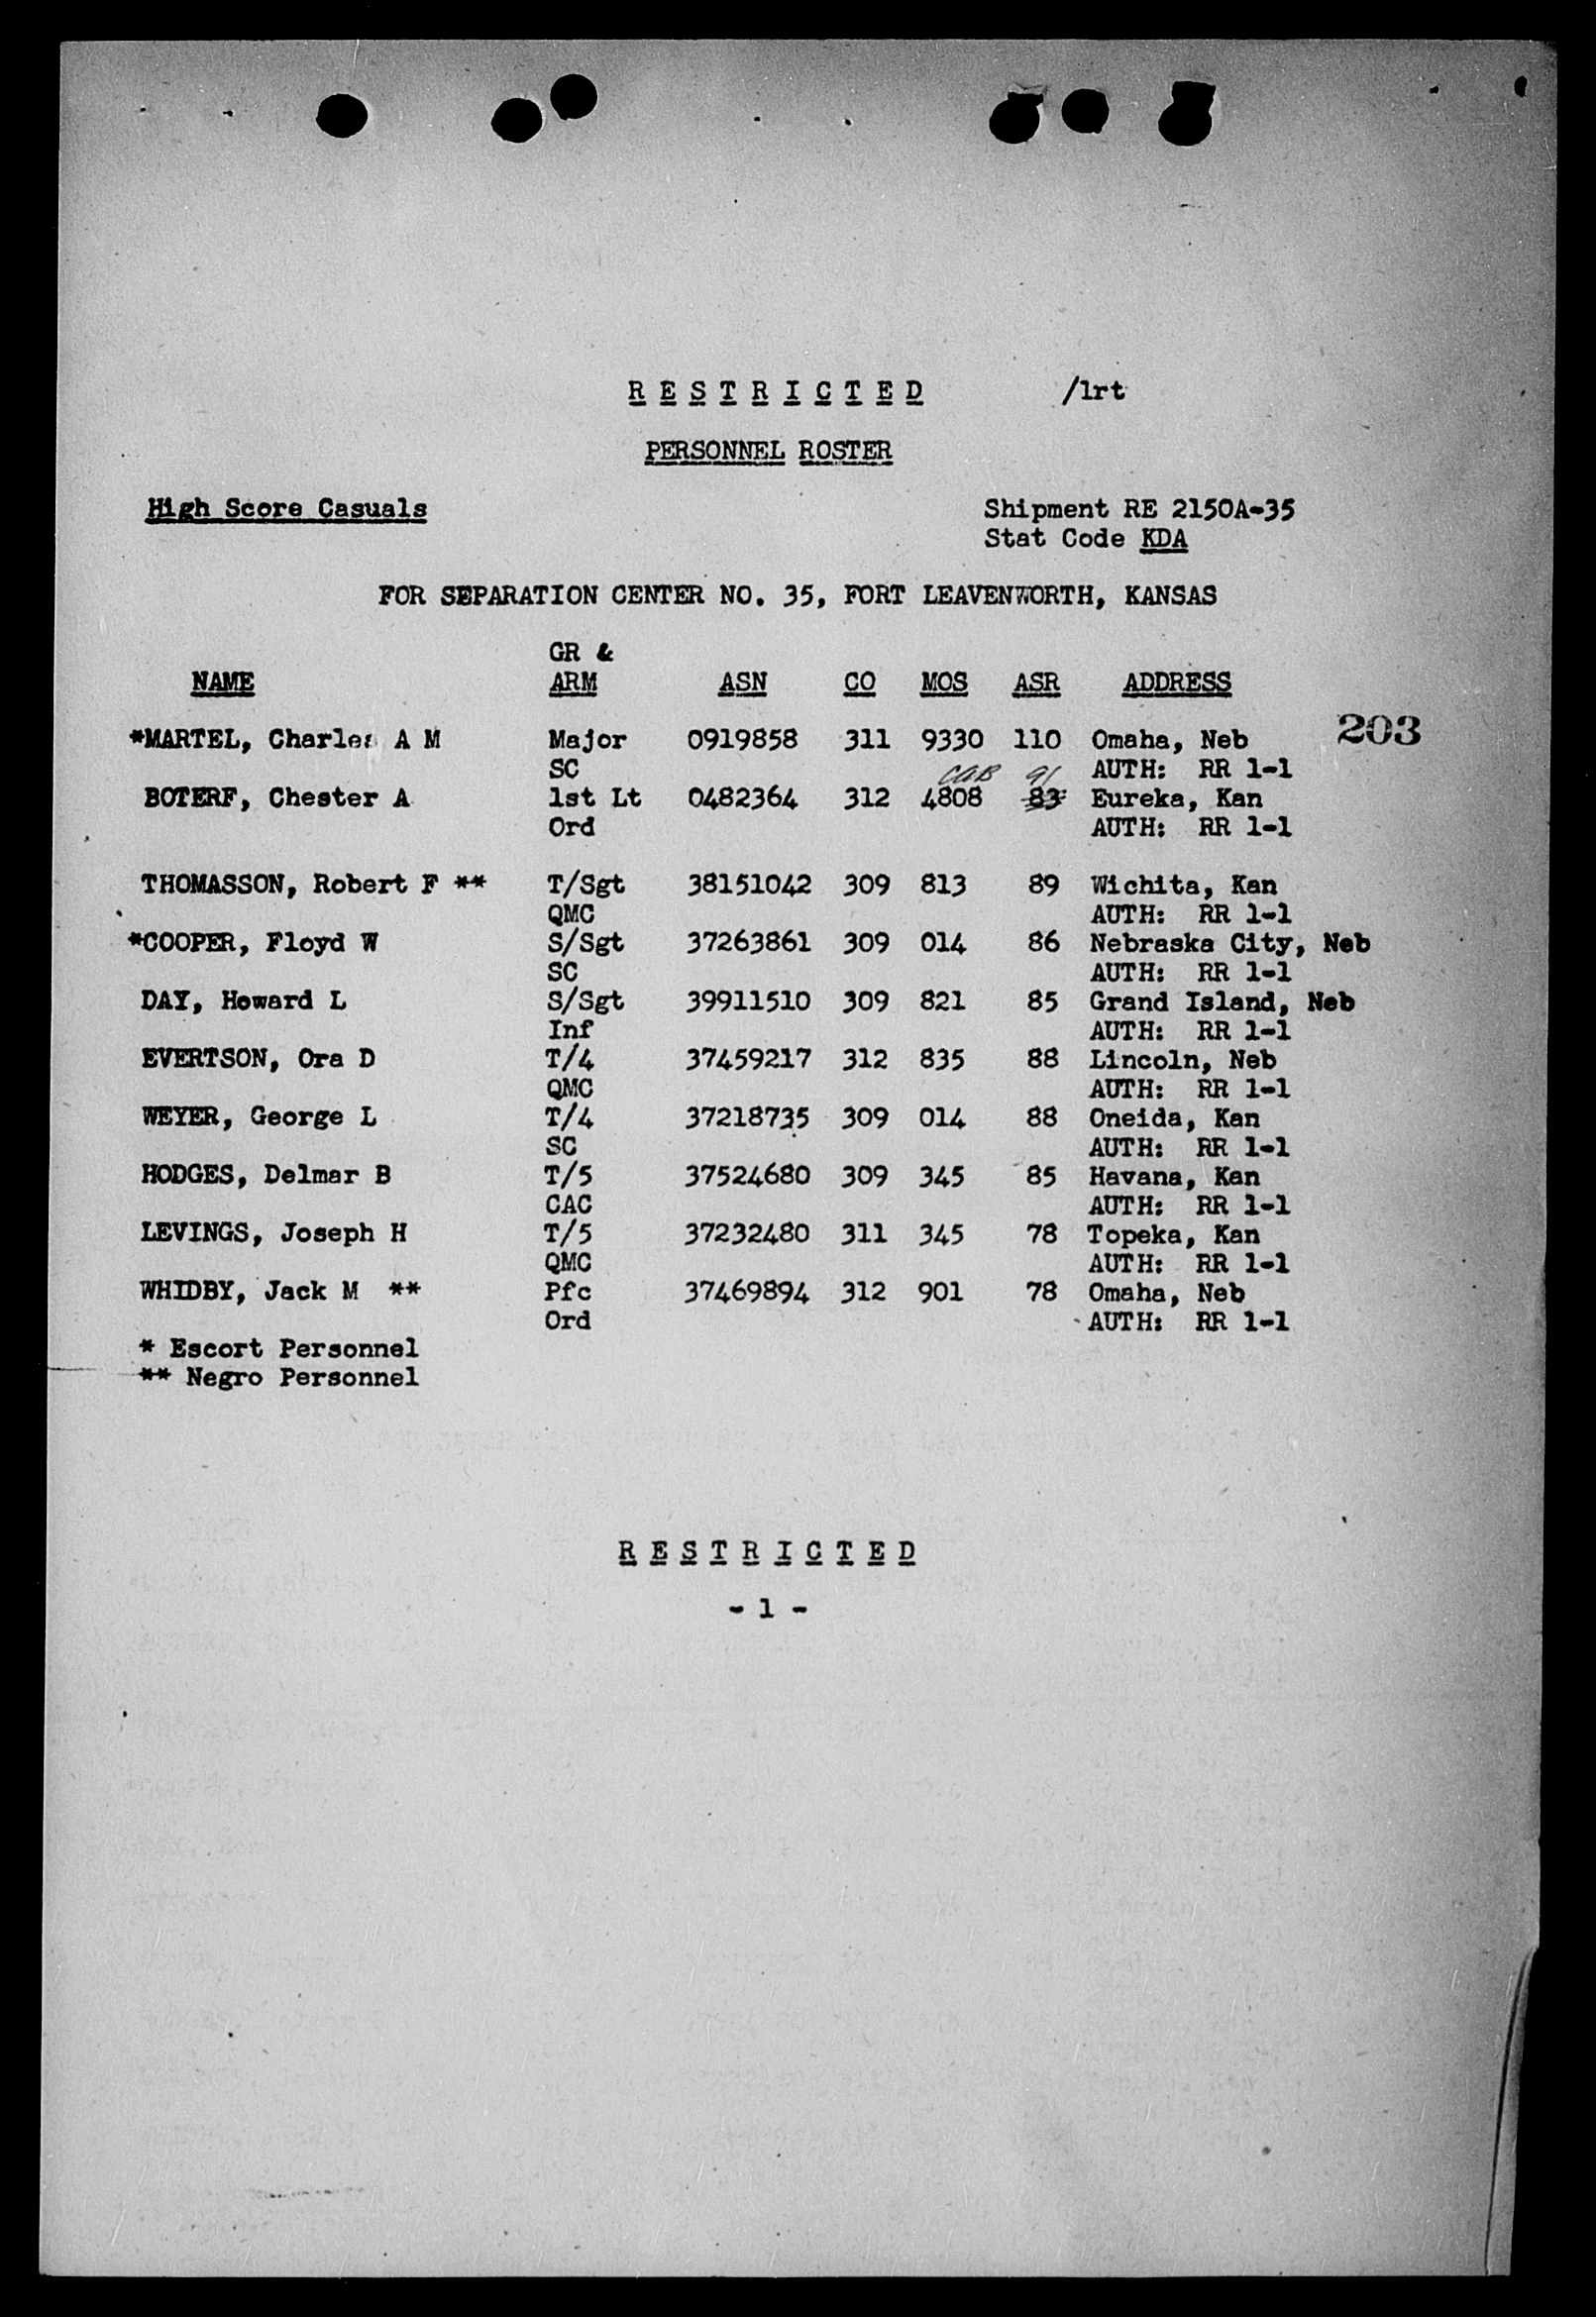 RESTRICTED /lrt
PERSONNEL ROSTER
High Score Casuals Shipment RE 2150A-35
Stat Code KDA
FOR SEPARATION CENTER NO. 35, FORT LEAVENWORTH, KANSAS
GR &
NAME ARM ASN CO MOS ASR ADDRESS
*MARTEL, Charles A M Major 0919858 311 9330 110 Omaha, Neb 203
SC CAB 91 AUTH: RR 1-1
BOTERF, Chester A 1st Lt 0482364 312 4808 83 Eureka, Kan
Ord AUTH: RR 1-1
THOMASSON, Robert F ** T/Sgt 38151042 309 813 89 Wichita, Kan
QMC AUTH: RR 1-1
*COOPER, Floyd W S/Sgt 37263861 309 014 86 Nebraska City, Neb
SC AUTH: RR 1-1
DAY, Howard L S/Sgt 39911510 309 821 85 Grand Island, Neb
Inf AUTH: RR 1-1
EVERTSON, Ora D T/4 37459217 312 835 88 Lincoln, Neb
QMC AUTH: RR 1-1
WEYER, George L T/4 37218735 309 014 88 Oneida, Kan
SC AUTH: RR 1-1
HODGES, Delmar B T/5 37524680 309 345 85 Havana, Kan
CAC AUTH: RR 1-1
LEVINGS, Joseph H T/5 37232480 311 345 78 Topeka, Kan
QMC AUTH: RR 1-1
WHIDBY, Jack M ** Pfc 37469894 312 901 78 Omaha, Neb
Ord AUTH: RR 1-1
* Escort Personnel
** Negro Personnel
RESTRICTED
- 1 -